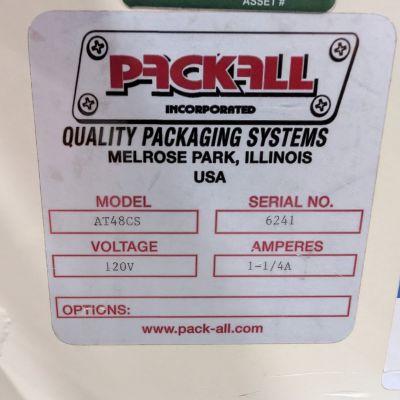 ASSET #
PACKALL
INCORPORATED
QUALITY PACKAGING SYSTEMS
MELROSE PARK, ILLINOIS
USA
MODEL SERIAL NO.
AT48CS 6241
VOLTAGE AMPERES
120V 1-1/4A
OPTIONS:
www.pack-all.com